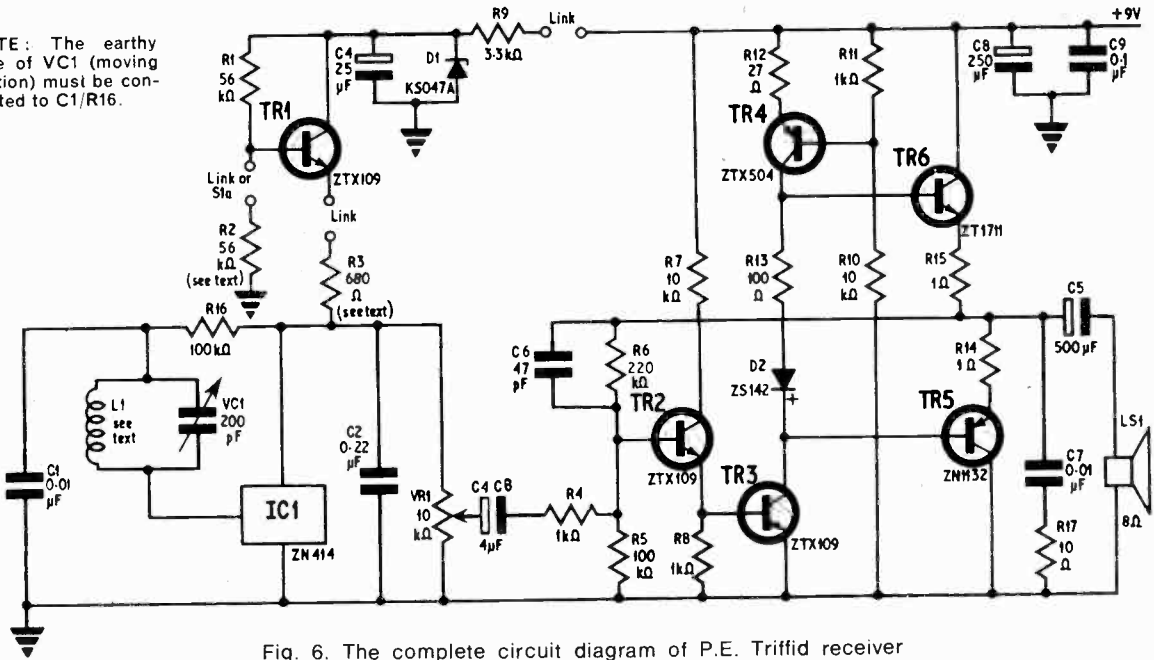 TE: The earthy
e of VC1 (moving
tion) must be con-
ted to C1/R16.
R1
56
kΩ
TR1
ZTX109
Link or
S1a
R2
56
kΩ
(see text)
Link
R3
680
Ω
(see text)
C4
25
µF
D1
KS047A
R9
3·3kΩ
Link
+9V
R12
27
Ω
R11
1kΩ
C8
250
µF
C9
0·1
µF
TR4
ZTX504
TR6
ZT1711
R7
10
kΩ
R13
100
Ω
R10
10
kΩ
R15
1Ω
C5
500µF
R16
100kΩ
L1
see
text
VC1
200
pF
C1
0·01
µF
IC1
ZN414
C2
0·22
µF
VR1
10
kΩ
C4 CB
4µF
R4
1kΩ
C6
47
pF
R6
220
kΩ
TR2
ZTX109
R5
100
kΩ
R8
1kΩ
TR3
ZTX109
D2
ZS142
+
R14
1Ω
TR5
ZN1132
C7
0·01
µF
R17
10
Ω
LS1
8Ω
Fig. 6. The complete circuit diagram of P.E. Triffid receiver